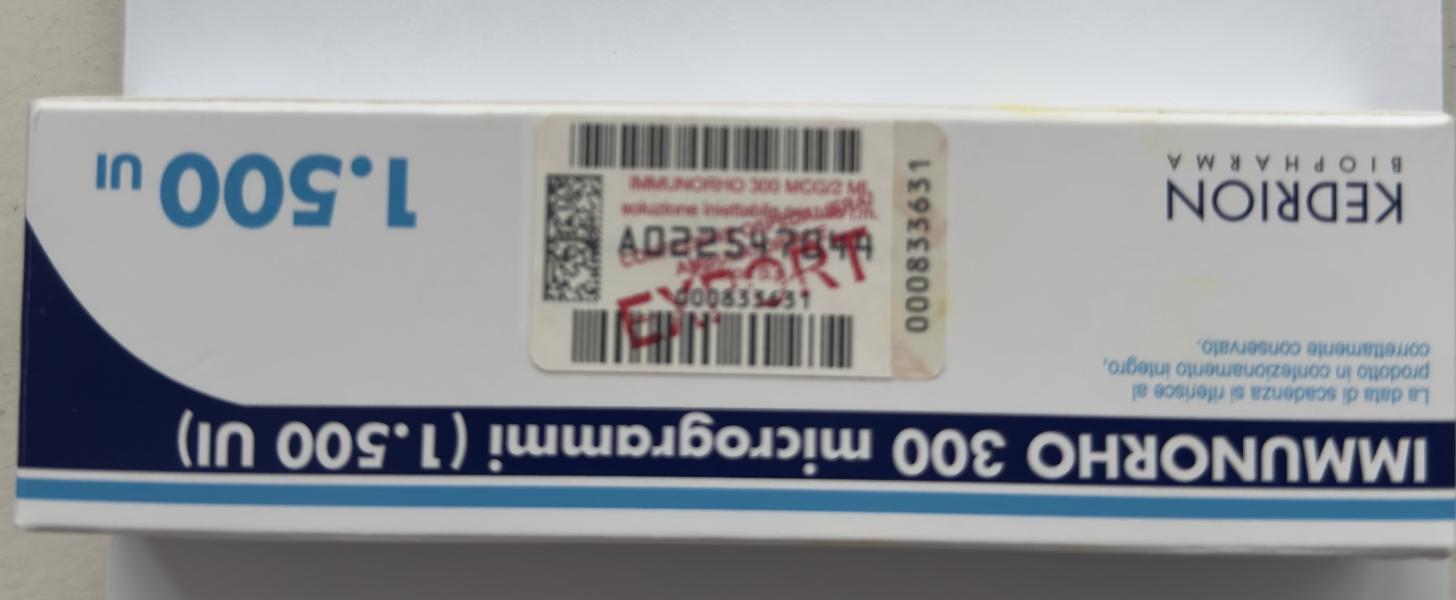 IMMUNORHO 300 microgrammi (1.500 UI)
La data di scadenza si riferisce al
prodotto in confezionamento integro,
correttamente conservato.
KEDRION
BIOPHARMA
1.500 UI
IMMUNORHO 300 MCG/2 ML
soluzione iniettabile
EXPORT
000833631
000833631